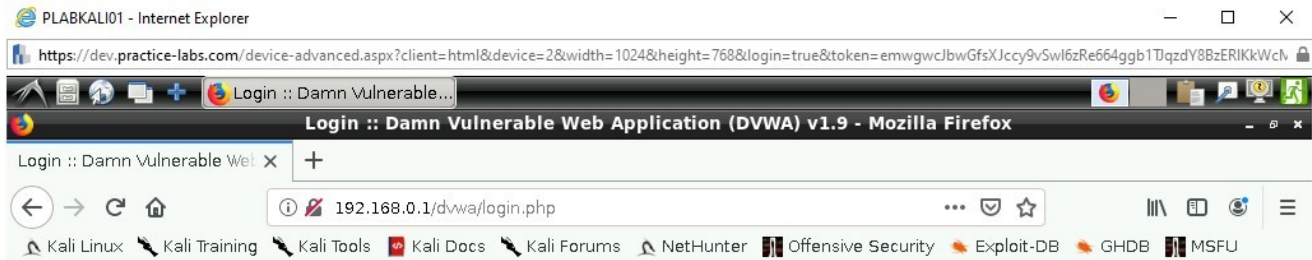 PLABKALI01 - Internet Explorer
https://dev.practice-labs.com/device-advanced.aspx?client=html&device=2&width=1024&height=768&login=true&token=emwgwcJbwGfsXJccy9vSwl6zRe664ggb1TJqzdY8BzERIKkWcN
Login :: Damn Vulnerable...
Login :: Damn Vulnerable Web Application (DVWA) v1.9 - Mozilla Firefox
Login :: Damn Vulnerable Wel
192.168.0.1/dvwa/login.php
Kali Linux Kali Training Kali Tools Kali Docs Kali Forums NetHunter Offensive Security Exploit-DB GHDB MSFU